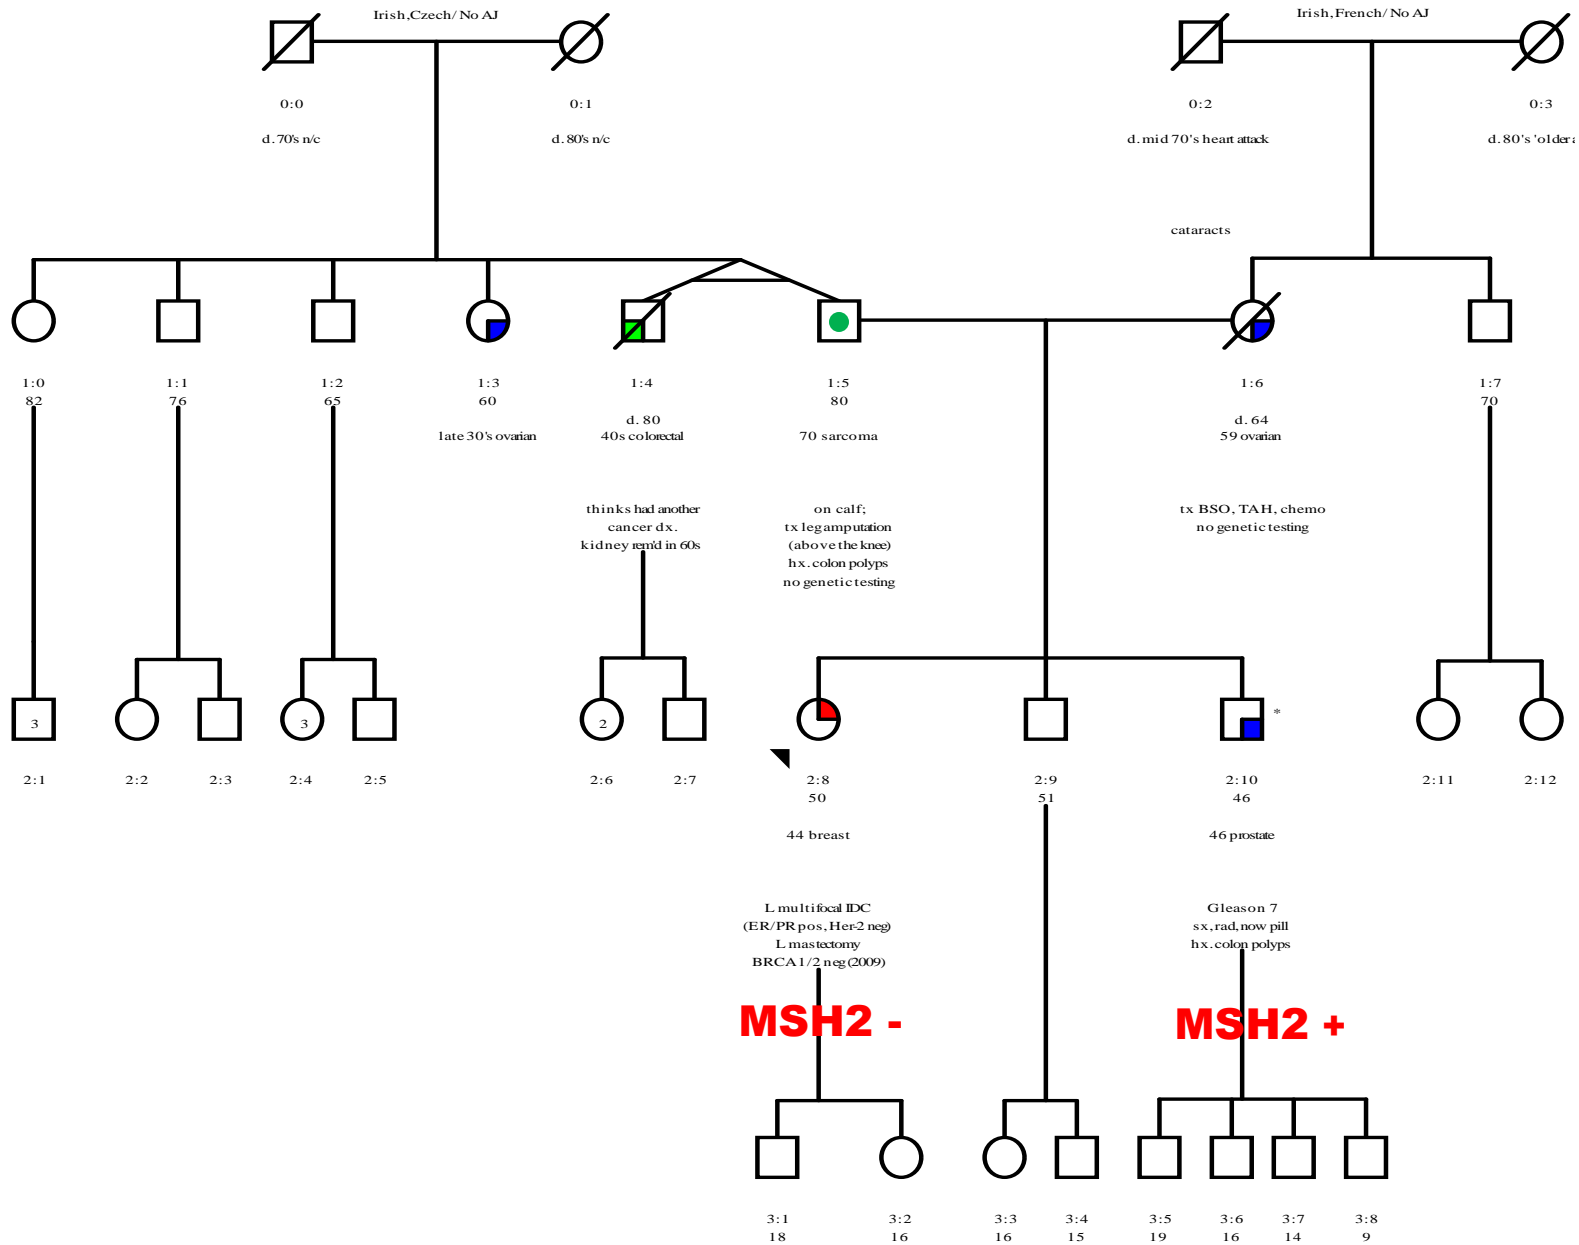 Irish,Czech/ No AJ
Irish,French/ No AJ
0:0
0:1
0:2
0:3
d.70's n/c
d.80's n/c
d.mid 70's heart attack
d.80's 'older
cataracts
1:0
82
1:1
76
1:2
65
1:3
60
late 30's ovarian
1:4
d. 80
40s colorectal
thinks had another
cancer dx.
kidney rem'd in 60s
1:5
80
70 sarcoma
on calf;
tx leg amputation
(above the knee)
hx. colon polyps
no genetic testing
1:6
d. 64
59 ovarian
tx BSO, TAH, chemo
no genetic testing
1:7
70
3
2:1
2:2
2:3
3
2:4
2:5
2
2:6
2:7
2:8
50
44 breast
L multifocal IDC
(ER/PR pos, Her-2 neg)
L mastectomy
BRCA1/2 neg (2009)
MSH2 -
2:9
51
*
2:10
46
46 prostate
Gleason 7
sx, rad, now pill
hx. colon polyps
MSH2 +
2:11
2:12
3:1
18
3:2
16
3:3
16
3:4
15
3:5
19
3:6
16
3:7
14
3:8
9